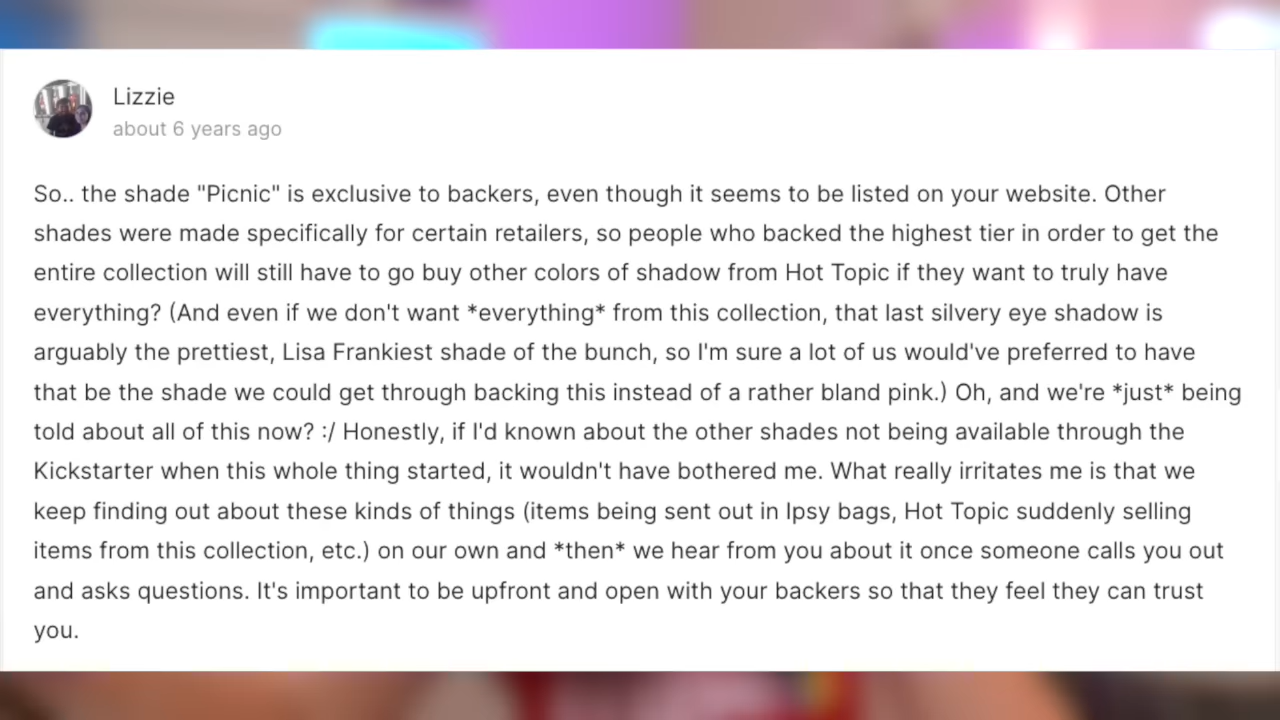 Lizzie
about 6 years ago
So.. the shade "Picnic" is exclusive to backers, even though it seems to be listed on your website. Other
shades were made specifically for certain retailers, so people who backed the highest tier in order to get the
entire collection will still have to go buy other colors of shadow from Hot Topic if they want to truly have
everything? (And even if we don't want *everything* from this collection, that last silvery eye shadow is
arguably the prettiest, Lisa Frankiest shade of the bunch, so I'm sure a lot of us would've preferred to have
that be the shade we could get through backing this instead of a rather bland pink.) Oh, and we're *just* being
told about all of this now? :/ Honestly, if I'd known about the other shades not being available through the
Kickstarter when this whole thing started, it wouldn't have bothered me. What really irritates me is that we
keep finding out about these kinds of things (items being sent out in Ipsy bags, Hot Topic suddenly selling
items from this collection, etc.) on our own and *then* we hear from you about it once someone calls you out
and asks questions. It's important to be upfront and open with your backers so that they feel they can trust
you.